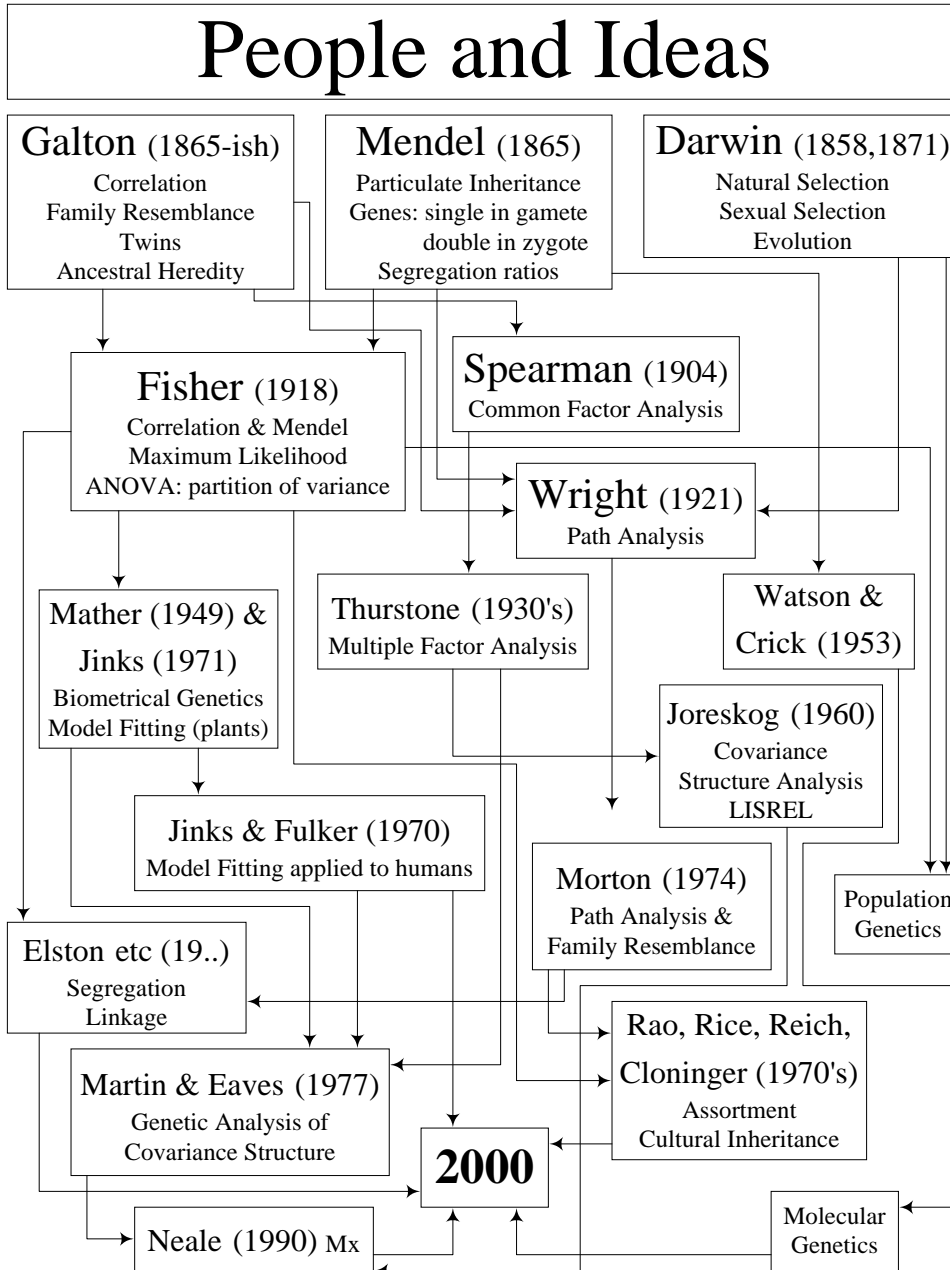 People and Ideas
Galton (1865-ish)
Correlation
Family Resemblance
Twins
Ancestral Heredity
Mendel (1865)
Particulate Inheritance
Genes: single in gamete
double in zygote
Segregation ratios
Darwin (1858,1871)
Natural Selection
Sexual Selection
Evolution
Fisher (1918)
Correlation & Mendel
Maximum Likelihood
ANOVA: partition of variance
Spearman (1904)
Common Factor Analysis
Wright (1921)
Path Analysis
Mather (1949) &
Jinks (1971)
Biometrical Genetics
Model Fitting (plants)
Thurstone (1930's)
Multiple Factor Analysis
Watson &
Crick (1953)
Joreskog (1960)
Covariance
Structure Analysis
LISREL
Jinks & Fulker (1970)
Model Fitting applied to humans
Morton (1974)
Path Analysis &
Family Resemblance
Population
Genetics
Elston etc (19..)
Segregation
Linkage
Rao, Rice, Reich,
Cloninger (1970's)
Assortment
Cultural Inheritance
Martin & Eaves (1977)
Genetic Analysis of
Covariance Structure
2000
Neale (1990) Mx
Molecular
Genetics